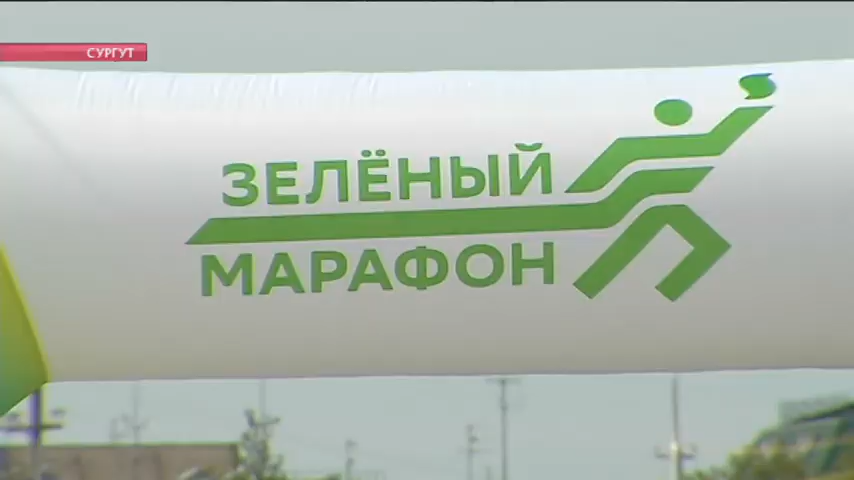 СУРГУТ
ЗЕЛЁНЫЙ
МАРАФОН